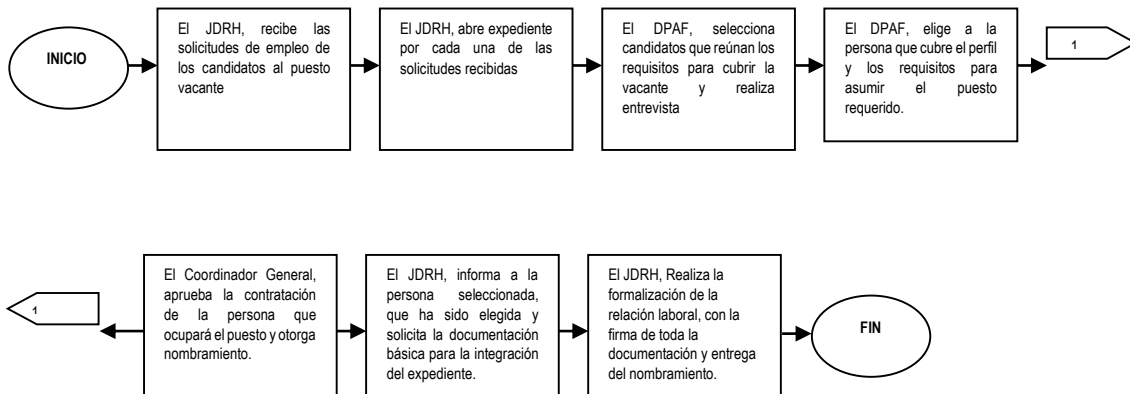 INICIO
El JDRH, recibe las
solicitudes de empleo de
los candidatos al puesto
vacante
El JDRH, abre expediente
por cada una de las
solicitudes recibidas
El DPAF, selecciona
candidatos que reúnan los
requisitos para cubrir la
vacante y realiza
entrevista
El DPAF, elige a la
persona que cubre el perfil
y los requisitos para
asumir el puesto
requerido.
1
1
El Coordinador General,
aprueba la contratación
de la persona que
ocupará el puesto y otorga
nombramiento.
El JDRH, informa a la
persona seleccionada,
que ha sido elegida y
solicita la documentación
básica para la integración
del expediente.
El JDRH, Realiza la
formalización de la
relación laboral, con la
firma de toda la
documentación y entrega
del nombramiento.
FIN